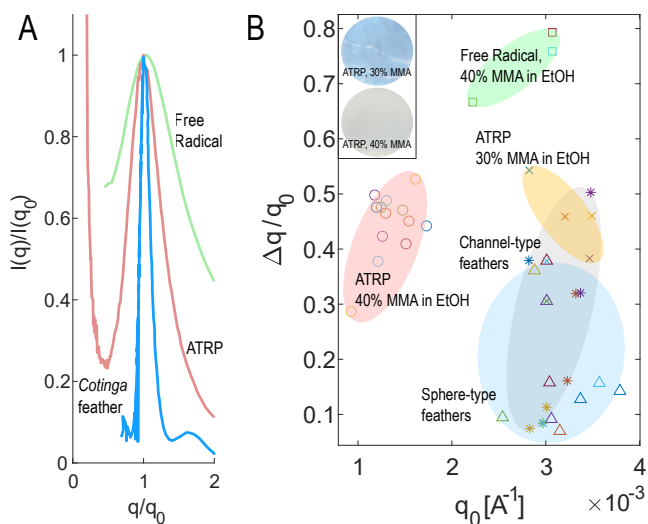 A
I(q)/I(q0)
1
0.8
0.6
0.4
0.2
0
Free
Radical
ATRP
Cotinga
feather
0
1
2
q/q0
B
Δq/q0
0.8
0.7
0.6
0.5
0.4
0.3
0.2
0.1
ATRP, 30% MMA
ATRP, 40% MMA
Free Radical,
40% MMA in EtOH
ATRP
30% MMA in EtOH
Channel-type
feathers
ATRP
40% MMA in EtOH
Sphere-type
feathers
1
2
3
4
q0 [A-1]
×10-3